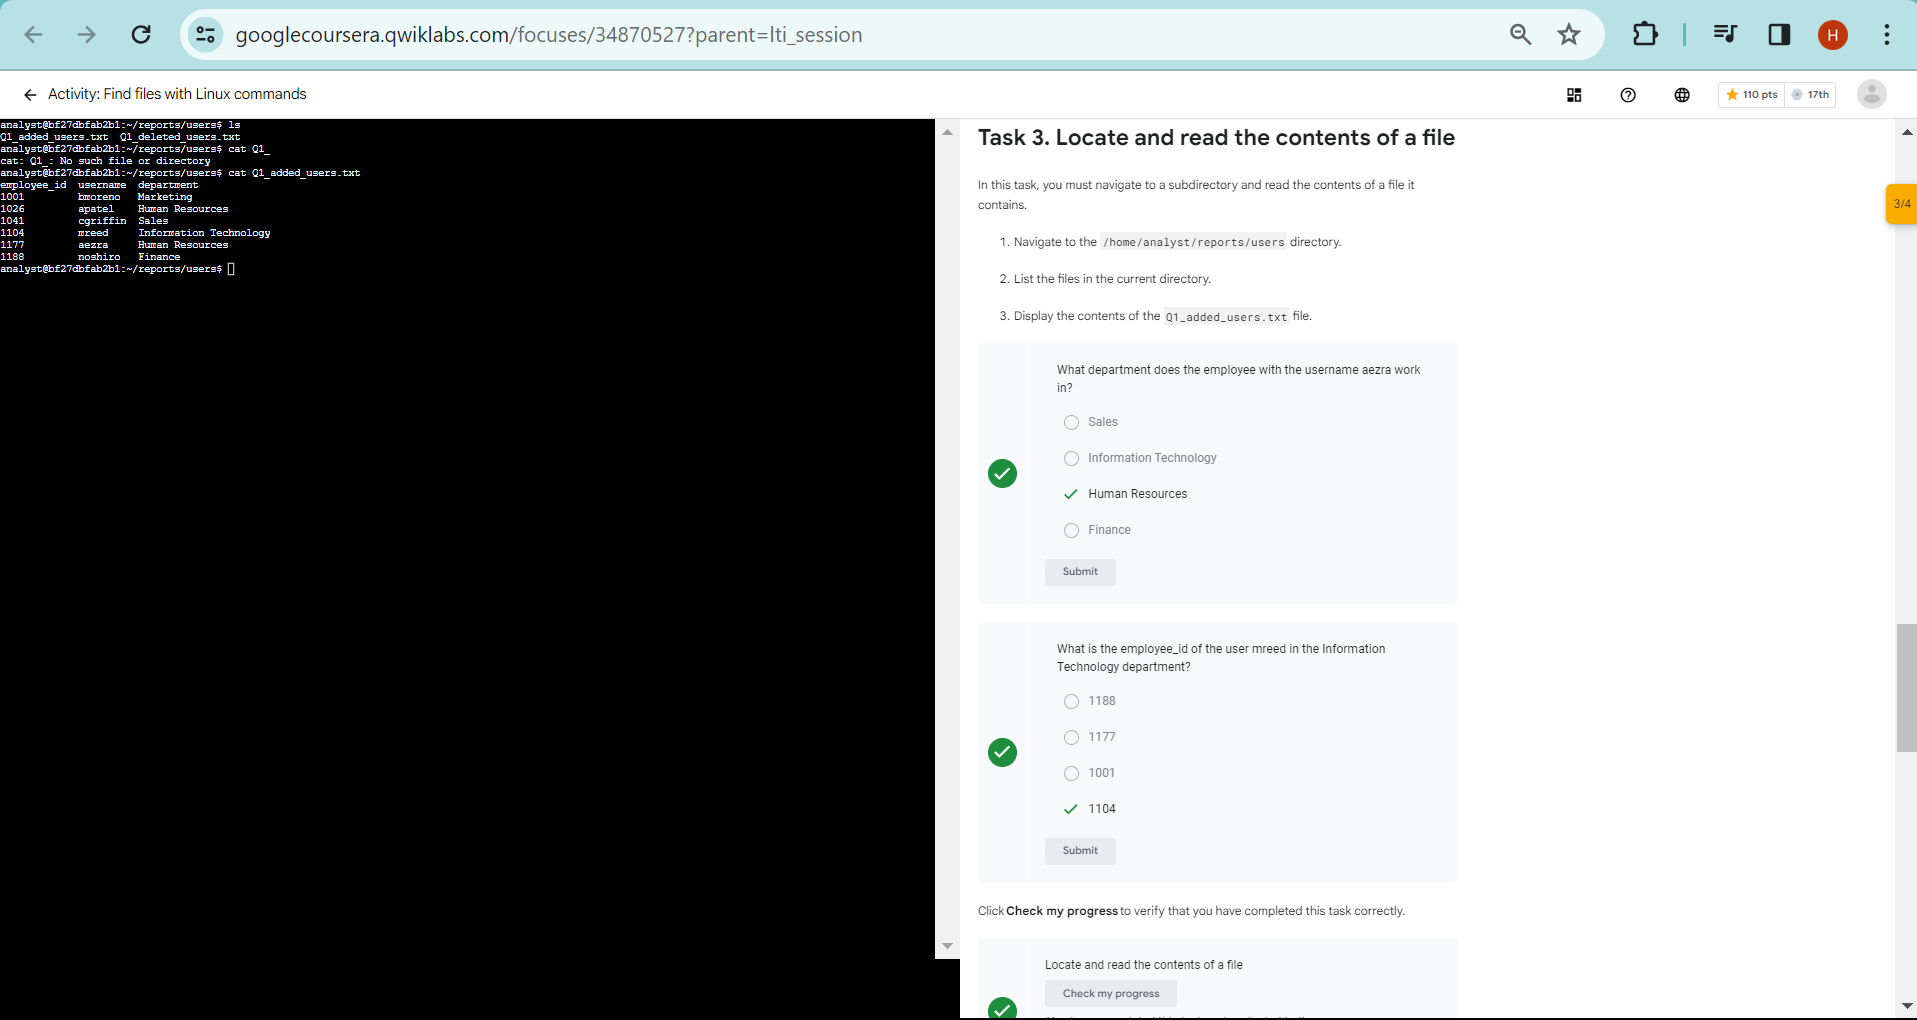 googlecoursera.qwiklabs.com/focuses/34870527?parent=lti_session
H
Activity: Find files with Linux commands
110 pts
17th
analyst@bf27dbfab2b1:~/reports/users$ ls
Q1_added_users.txt  Q1_deleted_users.txt
analyst@bf27dbfab2b1:~/reports/users$ cat Q1_
cat: Q1_: No such file or directory
analyst@bf27dbfab2b1:~/reports/users$ cat Q1_added_users.txt
employee_id  username  department
1001         bmoreno   Marketing
1026         apatel    Human Resources
1041         cgriffin  Sales
1104         mreed     Information Technology
1177         aezra     Human Resources
1188         noshiro   Finance
analyst@bf27dbfab2b1:~/reports/users$
Task 3. Locate and read the contents of a file
In this task, you must navigate to a subdirectory and read the contents of a file it
contains.
3/4
1. Navigate to the /home/analyst/reports/users directory.
2. List the files in the current directory.
3. Display the contents of the Q1_added_users.txt file.
What department does the employee with the username aezra work
in?
Sales
Information Technology
Human Resources
Finance
Submit
What is the employee_id of the user mreed in the Information
Technology department?
1188
1177
1001
1104
Submit
Click Check my progress to verify that you have completed this task correctly.
Locate and read the contents of a file
Check my progress